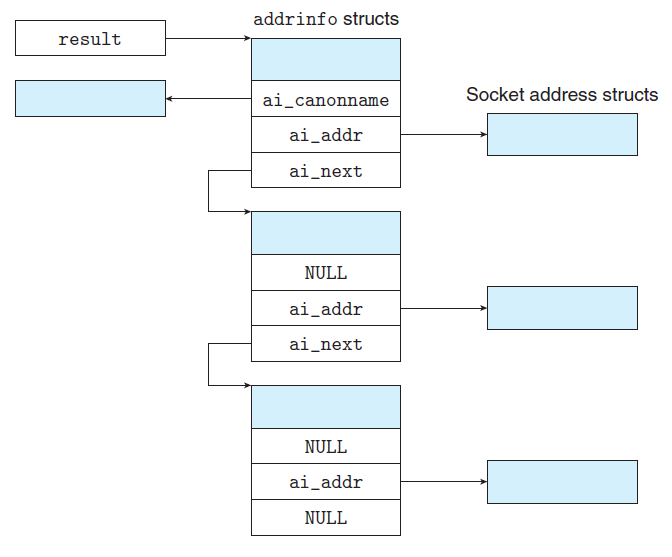 addrinfo structs
result
ai_canonname
Socket address structs
ai_addr
ai_next
NULL
ai_addr
ai_next
NULL
ai_addr
NULL